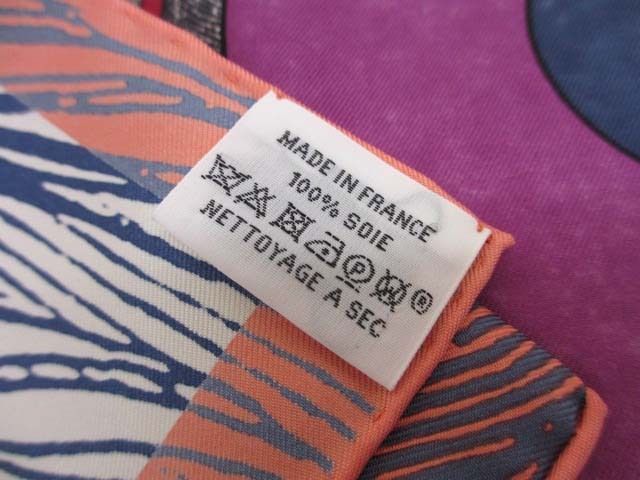 MADE IN FRANCE
100% SOIE
P W ®
NETTOYAGE A SEC